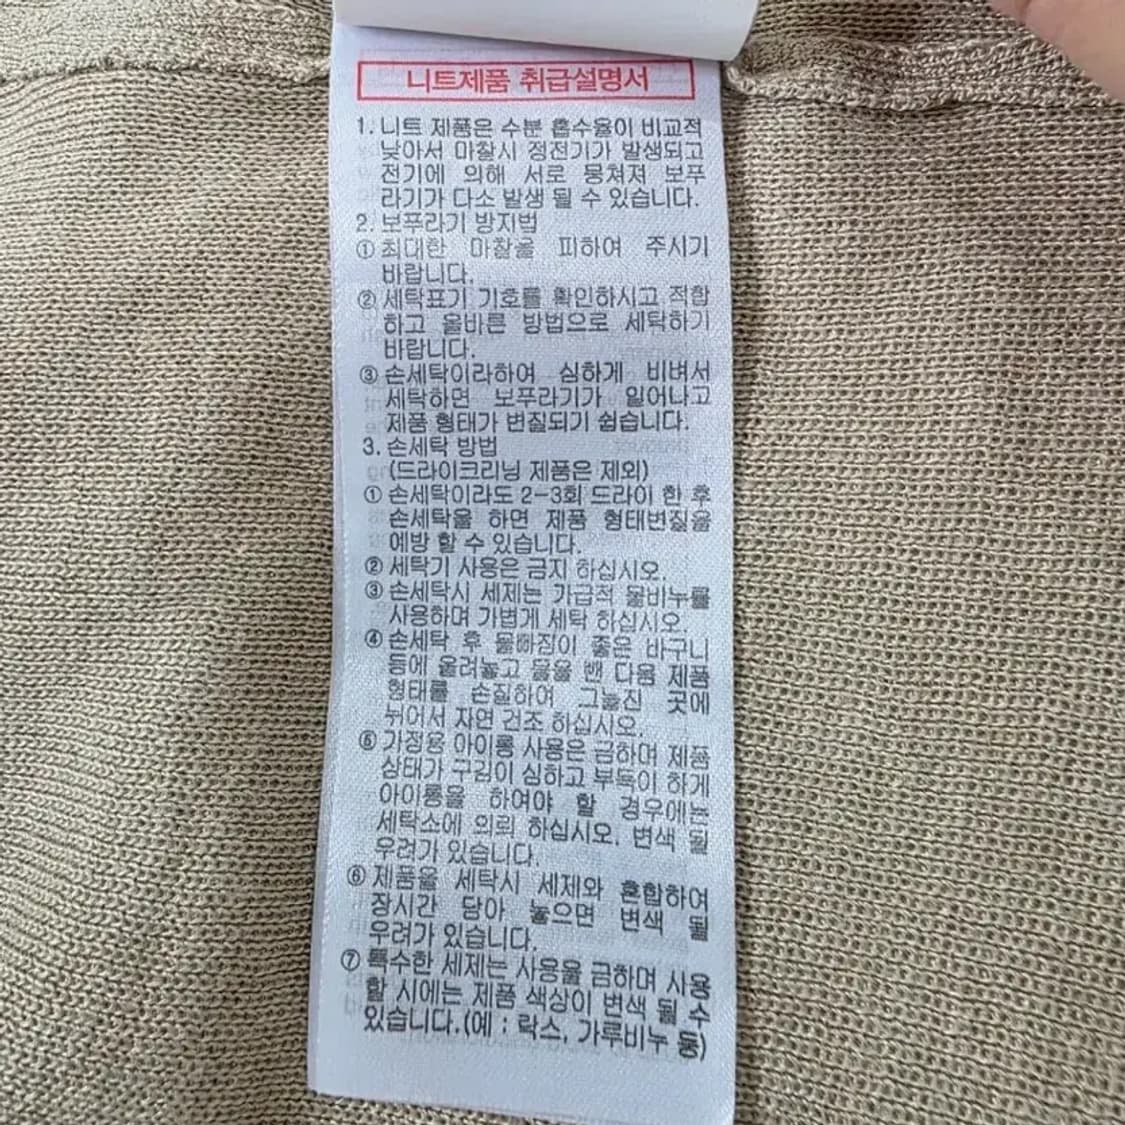 니트제품 취급설명서
1. 니트 제품은 수분 흡수율이 비교적
낮아서 마찰시 정전기가 발생되고
전기에 의해 서로 뭉쳐져 보푸
라기가 다소 발생 될 수 있습니다.
2. 보푸라기 방지법
① 최대한 마찰을 피하여 주시기
바랍니다.
② 세탁표기 기호를 확인하시고 적합
하고 올바른 방법으로 세탁하기
바랍니다.
③ 손세탁이라하여 심하게 비벼서
세탁하면 보푸라기가 일어나고
제품 형태가 변질되기 쉽습니다.
3. 손세탁 방법
(드라이크리닝 제품은 제외)
① 손세탁이라도 2-3회 드라이 한 후
손세탁을 하면 제품 형태변질을
예방 할 수 있습니다.
② 세탁기 사용은 금지 하십시오.
③ 손세탁시 세제는 가급적 물바누를
사용하며 가볍게 세탁 하십시오.
④ 손세탁 후 물빠짐이 좋은 바구니
등에 올려놓고 물을 뺀 다음 제품
형태를 손질하여 그늘진 곳에
뉘어서 자연 건조 하십시오.
⑤ 가정용 아이롱 사용은 금하며 제품
상태가 구김이 심하고 부득이 하게
아이롱을 하여야 할 경우에는
세탁소에 의뢰 하십시오. 변색 될
우려가 있습니다.
⑥ 제품을 세탁시 세제와 혼합하여
장시간 담아 놓으면 변색 될
우려가 있습니다.
⑦ 특수한 세제는 사용을 금하며 사용
할 시에는 제품 색상이 변색 될 수
있습니다.(예 : 락스, 가루비누 등)